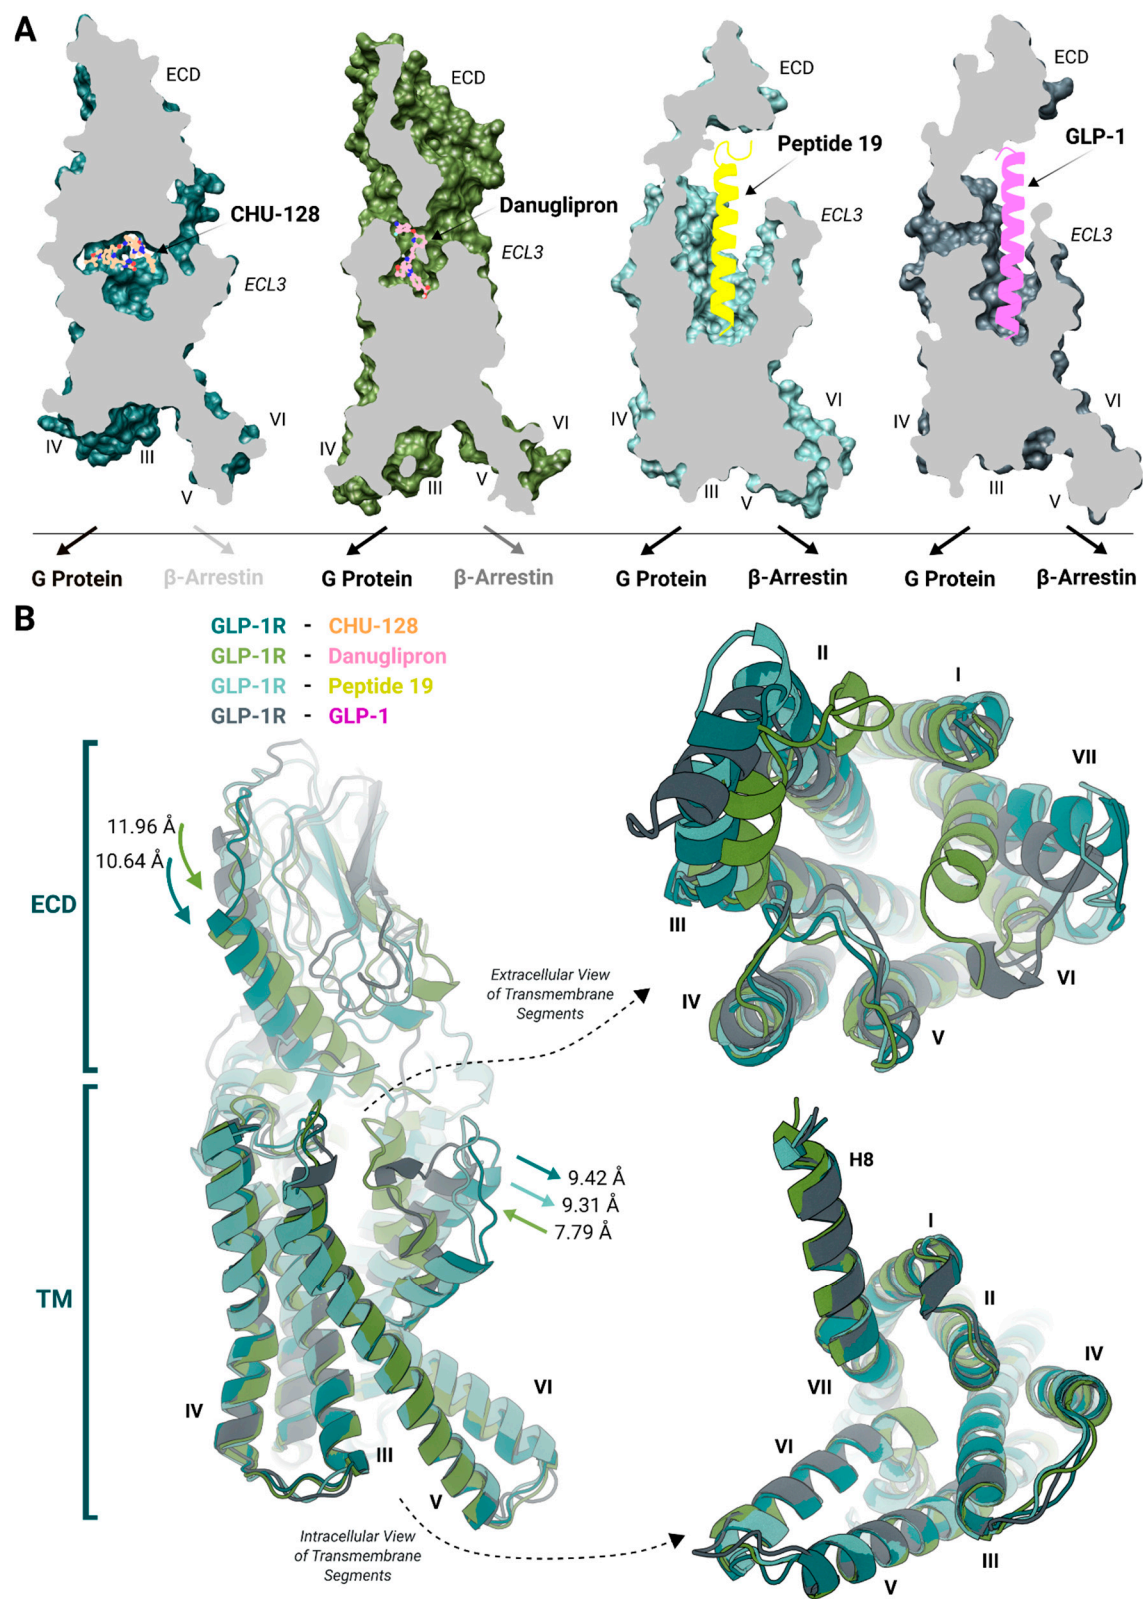 A
ECD
CHU-128
ECL3
IV
III
V
VI
ECD
Danuglipron
ECL3
IV
III
V
VI
ECD
Peptide 19
ECL3
IV
III
V
VI
ECD
GLP-1
ECL3
IV
III
V
VI
G Protein β-Arrestin
G Protein β-Arrestin
G Protein β-Arrestin
G Protein β-Arrestin
B
GLP-1R - CHU-128
GLP-1R - Danuglipron
GLP-1R - Peptide 19
GLP-1R - GLP-1
ECD
11.96 Å
10.64 Å
TM
9.42 Å
9.31 Å
7.79 Å
IV
III
V
VI
Extracellular View
of Transmembrane
Segments
II
I
VII
III
IV
V
VI
Intracellular View
of Transmembrane
Segments
H8
I
II
IV
VII
VI
III
V